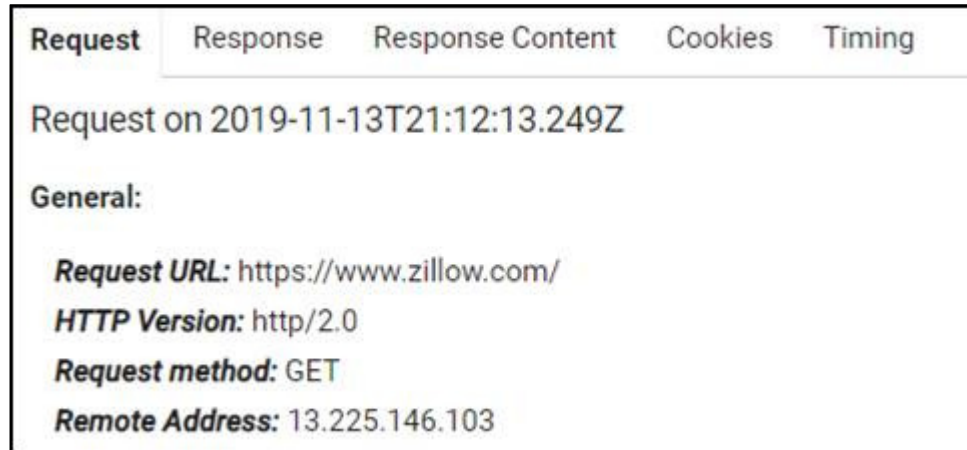 Request Response Response Content Cookies Timing
Request on 2019-11-13T21:12:13.249Z
General:
Request URL: https://www.zillow.com/
HTTP Version: http/2.0
Request method: GET
Remote Address: 13.225.146.103